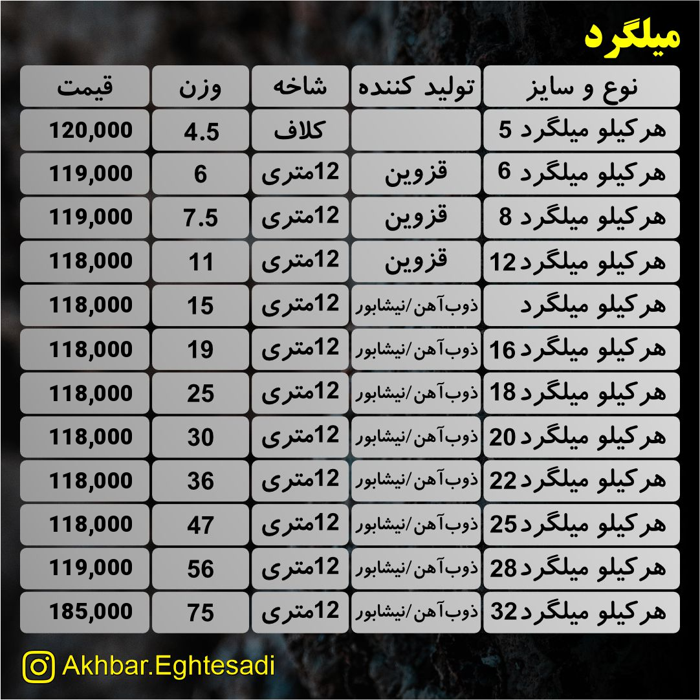 میلگرد
نوع و سایز تولید کننده شاخه وزن قیمت
هر کیلو میلگرد 5 کلاف 4.5 120,000
هر کیلو میلگرد 6 قزوین 12متری 6 119,000
هر کیلو میلگرد 8 قزوین 12متری 7.5 119,000
هر کیلو میلگرد 12 قزوین 12متری 11 118,000
هر کیلو میلگرد ذوب‌آهن/نیشابور 12متری 15 118,000
هر کیلو میلگرد 16 ذوب‌آهن/نیشابور 12متری 19 118,000
هر کیلو میلگرد 18 ذوب‌آهن/نیشابور 12متری 25 118,000
هر کیلو میلگرد 20 ذوب‌آهن/نیشابور 12متری 30 118,000
هر کیلو میلگرد 22 ذوب‌آهن/نیشابور 12متری 36 118,000
هر کیلو میلگرد 25 ذوب‌آهن/نیشابور 12متری 47 118,000
هر کیلو میلگرد 28 ذوب‌آهن/نیشابور 12متری 56 119,000
هر کیلو میلگرد 32 ذوب‌آهن/نیشابور 12متری 75 185,000
Akhbar.Eghtesadi